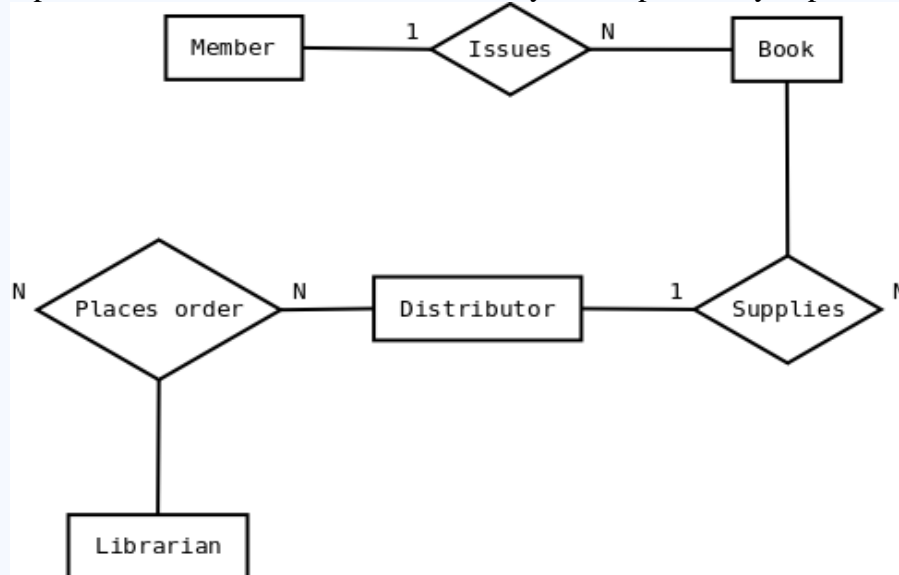 1 N
Member Issues Book
N N 1
Places order Distributor Supplies
Librarian